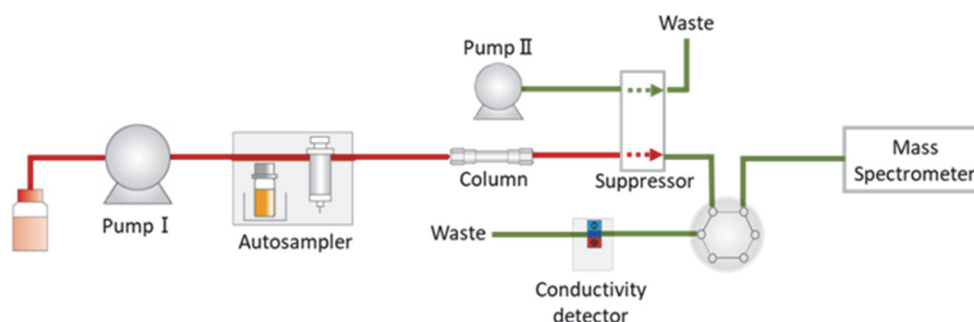 Waste
Pump Ⅱ
Mass
Spectrometer
Column
Suppressor
Pump Ⅰ
Autosampler
Waste
Conductivity
detector